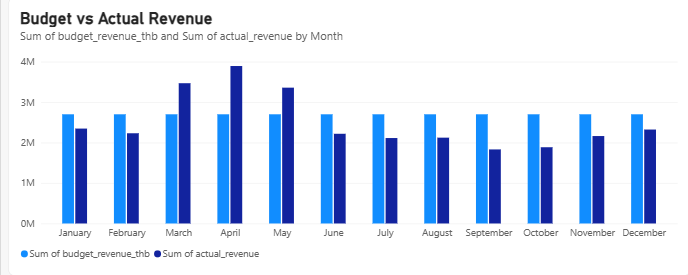 Budget vs Actual Revenue
Sum of budget_revenue_thb and Sum of actual_revenue by Month
4M
3M
2M
1M
0M
January February March April May June July August September October November December
Sum of budget_revenue_thb Sum of actual_revenue